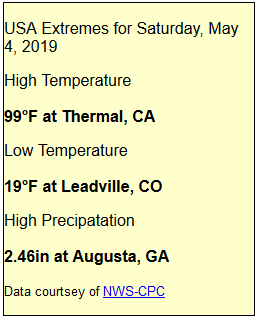 USA Extremes for Saturday, May
4, 2019
High Temperature
99°F at Thermal, CA
Low Temperature
19°F at Leadville, CO
High Precipatation
2.46in at Augusta, GA
Data courtsey of NWS-CPC